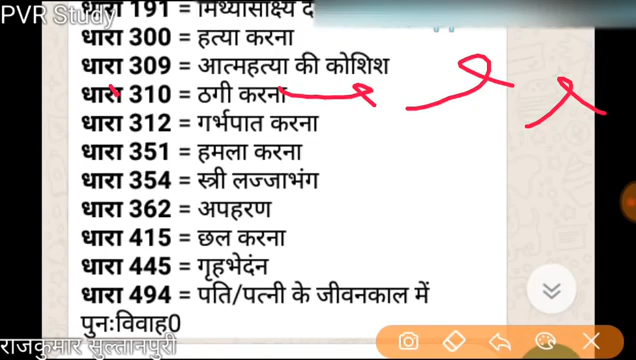 PVR Study
धारा 191 = मिथ्यासाक्ष्य
धारा 300 = हत्या करना
धारा 309 = आत्महत्या की कोशिश
धारा 310 = ठगी करना
धारा 312 = गर्भपात करना
धारा 351 = हमला करना
धारा 354 = स्त्री लज्जाभंग
धारा 362 = अपहरण
धारा 415 = छल करना
धारा 445 = गृहभेदंन
धारा 494 = पति/पत्नी के जीवनकाल में
पुनःविवाह0
राजकुमार सुल्तानपुरी